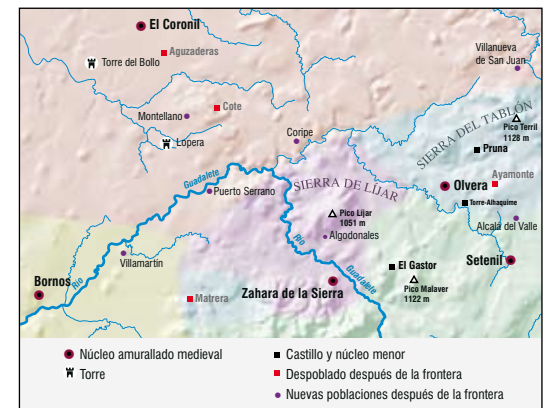 El Coronil
Aguzaderas
Torre del Bollo
Villanueva
de San Juan
Cote
Montellano
Lopera
Coripe
SIERRA DEL TABLÓN
Pico Terril
1128 m
Pruna
Guadalete
Puerto Serrano
SIERRA DE LÍJAR
Ayamonte
Olvera
Torre-Alhaquime
Pico Líjar
1051 m
Algodonales
Alcalá del Valle
Río
Villamartín
Guadalete
El Gastor
Setenil
Bornos
Río
Matrera
Zahara de la Sierra
Pico Malaver
1122 m
Núcleo amurallado medieval
Torre
Castillo y núcleo menor
Despoblado después de la frontera
Nuevas poblaciones después de la frontera